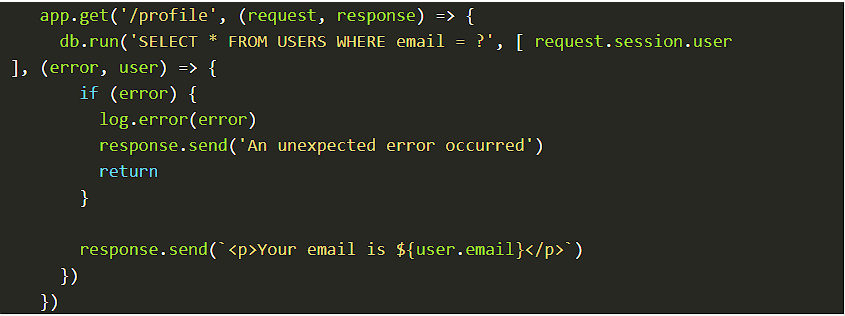 app.get('/profile', (request, response) => {
db.run('SELECT * FROM USERS WHERE email = ?', [ request.session.user
], (error, user) => {
if (error) {
log.error(error)
response.send('An unexpected error occurred')
return
}
response.send(`<p>Your email is ${user.email}</p>`)
})
})